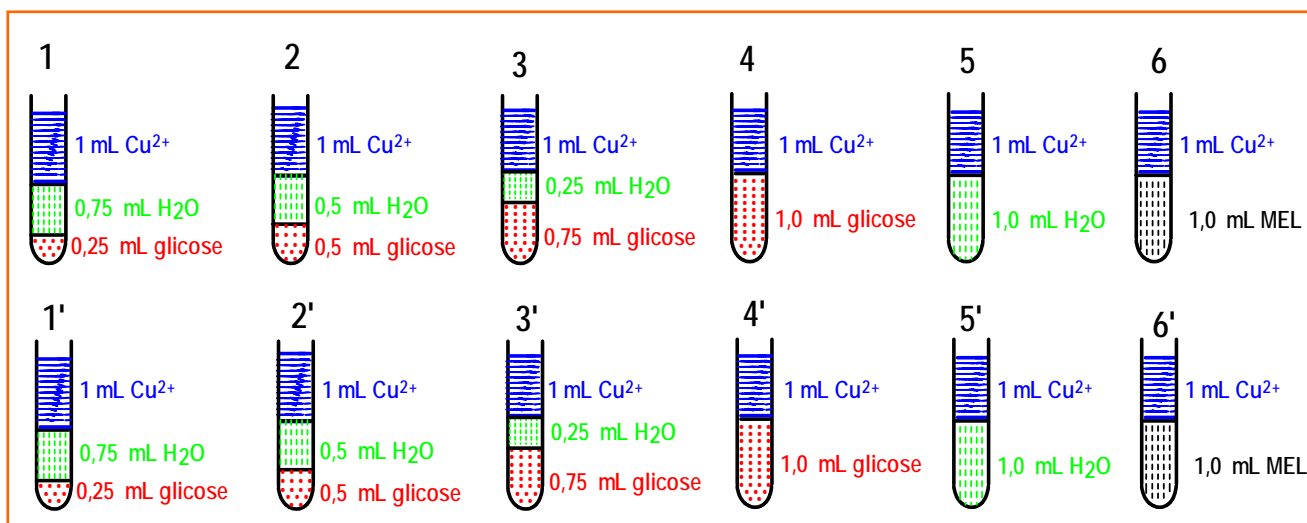 1 2 3 4 5 6
1 mL Cu²⁺ 1 mL Cu²⁺ 1 mL Cu²⁺ 1 mL Cu²⁺ 1 mL Cu²⁺ 1 mL Cu²⁺
0,75 mL H₂O 0,5 mL H₂O 0,25 mL H₂O
0,25 mL glicose 0,5 mL glicose 0,75 mL glicose 1,0 mL glicose 1,0 mL H₂O 1,0 mL MEL
1' 2' 3' 4' 5' 6'
1 mL Cu²⁺ 1 mL Cu²⁺ 1 mL Cu²⁺ 1 mL Cu²⁺ 1 mL Cu²⁺ 1 mL Cu²⁺
0,75 mL H₂O 0,5 mL H₂O 0,25 mL H₂O
0,25 mL glicose 0,5 mL glicose 0,75 mL glicose 1,0 mL glicose 1,0 mL H₂O 1,0 mL MEL